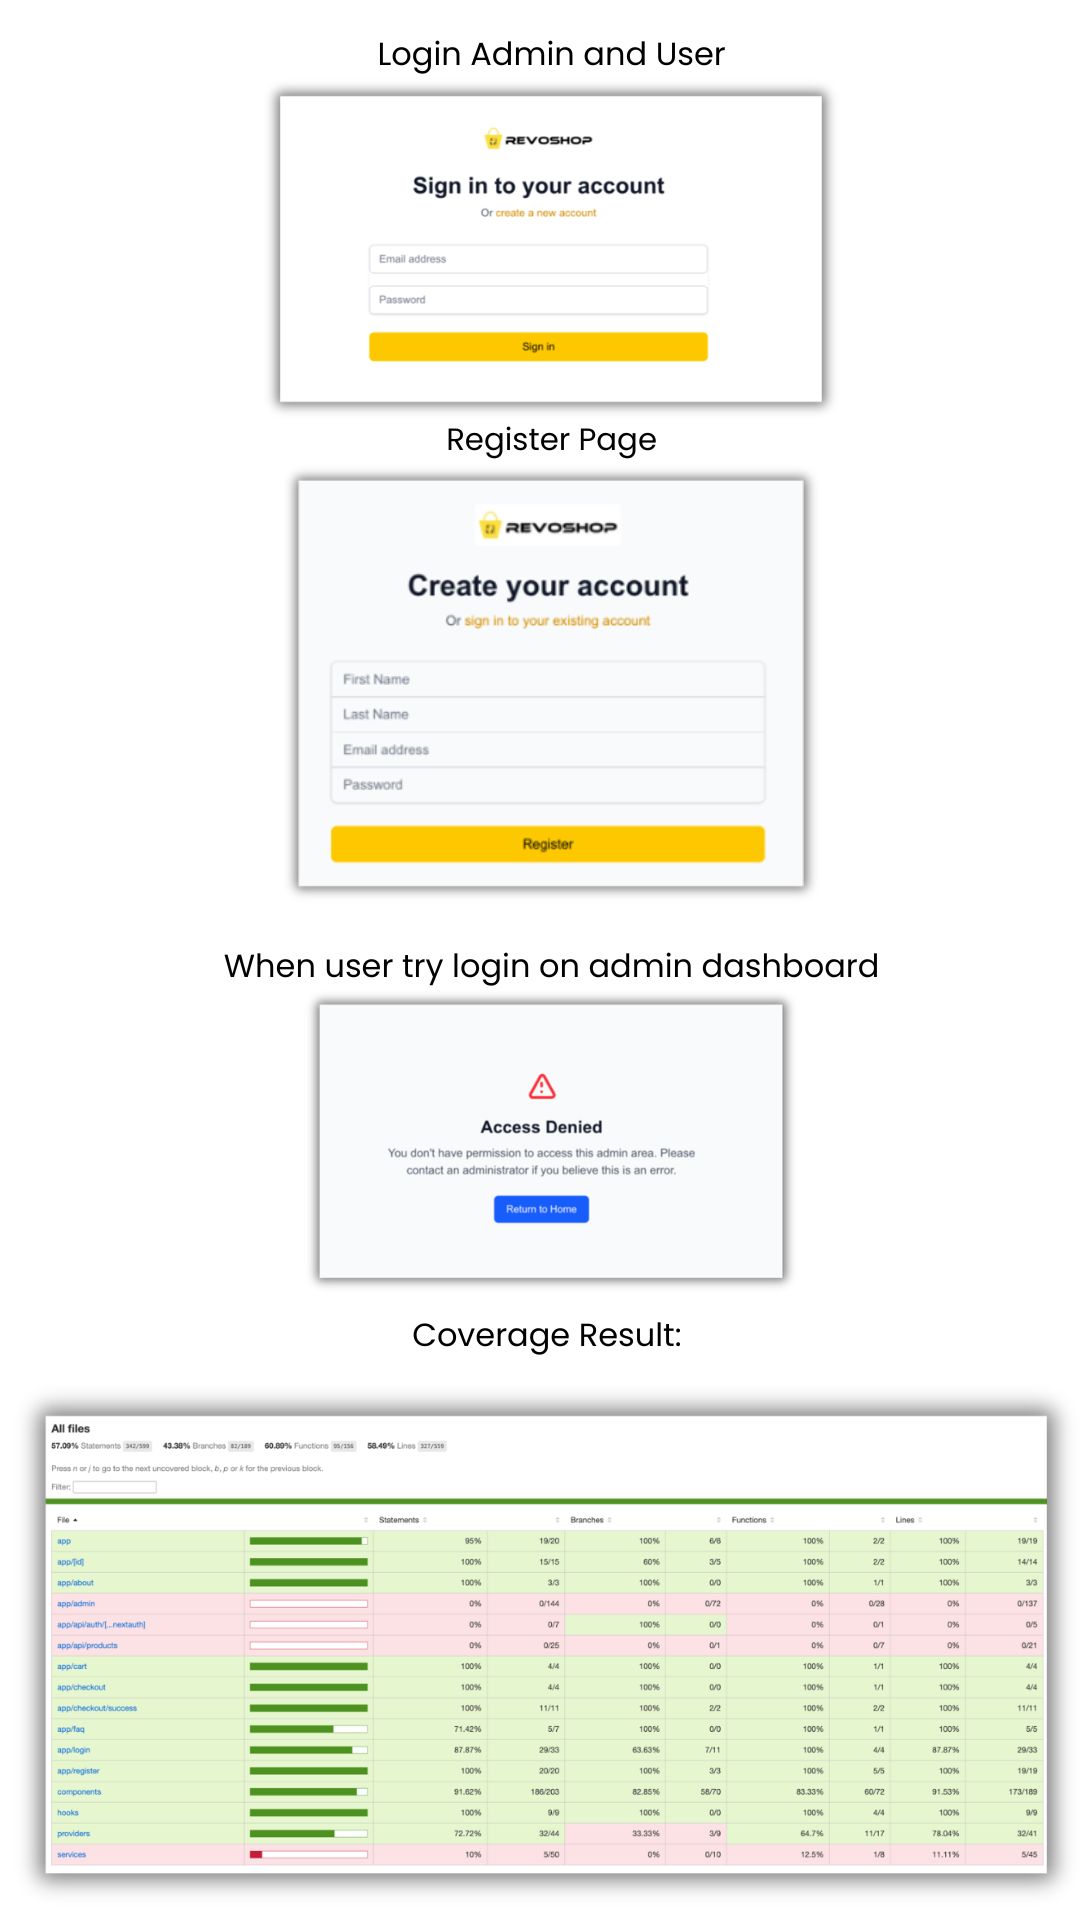 Login Admin and User
REVOSHOP
Sign in to your account
Or create a new account
Email address
Password
Sign in
Register Page
REVOSHOP
Create your account
Or sign in to your existing account
First Name
Last Name
Email address
Password
Register
When user try login on admin dashboard
Access Denied
You don't have permission to access this admin area. Please
contact an administrator if you believe this is an error.
Return to Home
Coverage Result:
All files
57.09% Statements 342/599 43.38% Branches 82/189 60.89% Functions 95/156 58.49% Lines 327/559
Press n or j to go to the next uncovered block, b, p or k for the previous block.
Filter:
File Statements Branches Functions Lines
app 95% 19/20 100% 6/6 100% 2/2 100% 19/19
app/[id] 100% 15/15 60% 3/5 100% 2/2 100% 14/14
app/about 100% 3/3 100% 0/0 100% 1/1 100% 3/3
app/admin 0% 0/144 0% 0/72 0% 0/28 0% 0/137
app/api/auth/[...nextauth] 0% 0/7 100% 0/0 0% 0/1 0% 0/5
app/api/products 0% 0/25 0% 0/1 0% 0/7 0% 0/21
app/cart 100% 4/4 100% 0/0 100% 1/1 100% 4/4
app/checkout 100% 4/4 100% 0/0 100% 1/1 100% 4/4
app/checkout/success 100% 11/11 100% 2/2 100% 2/2 100% 11/11
app/faq 71.42% 5/7 100% 0/0 100% 1/1 100% 5/5
app/login 87.87% 29/33 63.63% 7/11 100% 4/4 87.87% 29/33
app/register 100% 20/20 100% 3/3 100% 5/5 100% 19/19
components 91.62% 186/203 82.85% 58/70 83.33% 60/72 91.53% 173/189
hooks 100% 9/9 100% 0/0 100% 4/4 100% 9/9
providers 72.72% 32/44 33.33% 3/9 64.7% 11/17 78.04% 32/41
services 10% 5/50 0% 0/10 12.5% 1/8 11.11% 5/45